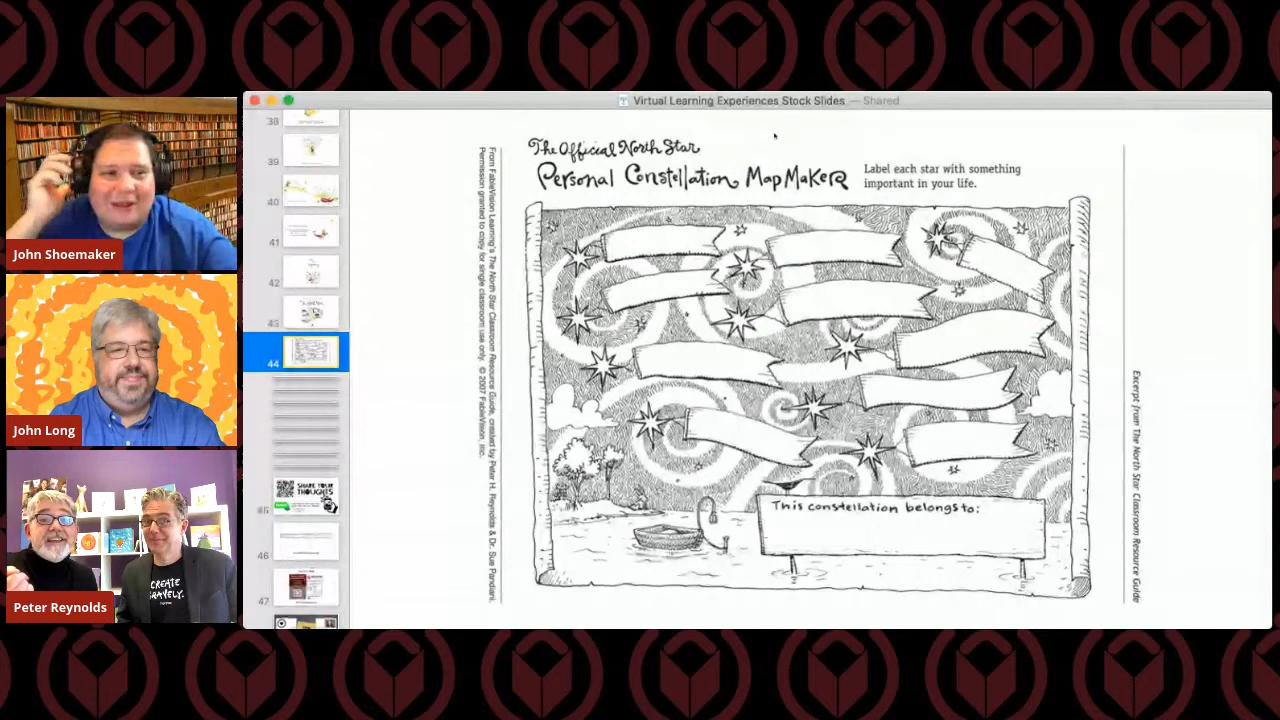 Virtual Learning Experiences Stock Slides — Shared
John Shoemaker
John Long
CREATE
BRAVELY.
Peter Reynolds
38
39
40
41
42
43
44
SHARE YOUR
THOUGHTS
46
47
From FableVision Learning's The North Star Classroom Resource Guide, created by Peter H. Reynolds & Dr. Sue Pandiani.
Permission granted to copy for single classroom use only. © 2007 FableVision, Inc.
The Official North Star
Personal Constellation Map Maker
Label each star with something
important in your life.
This constellation belongs to:
Excerpt from The North Star Classroom Resource Guide